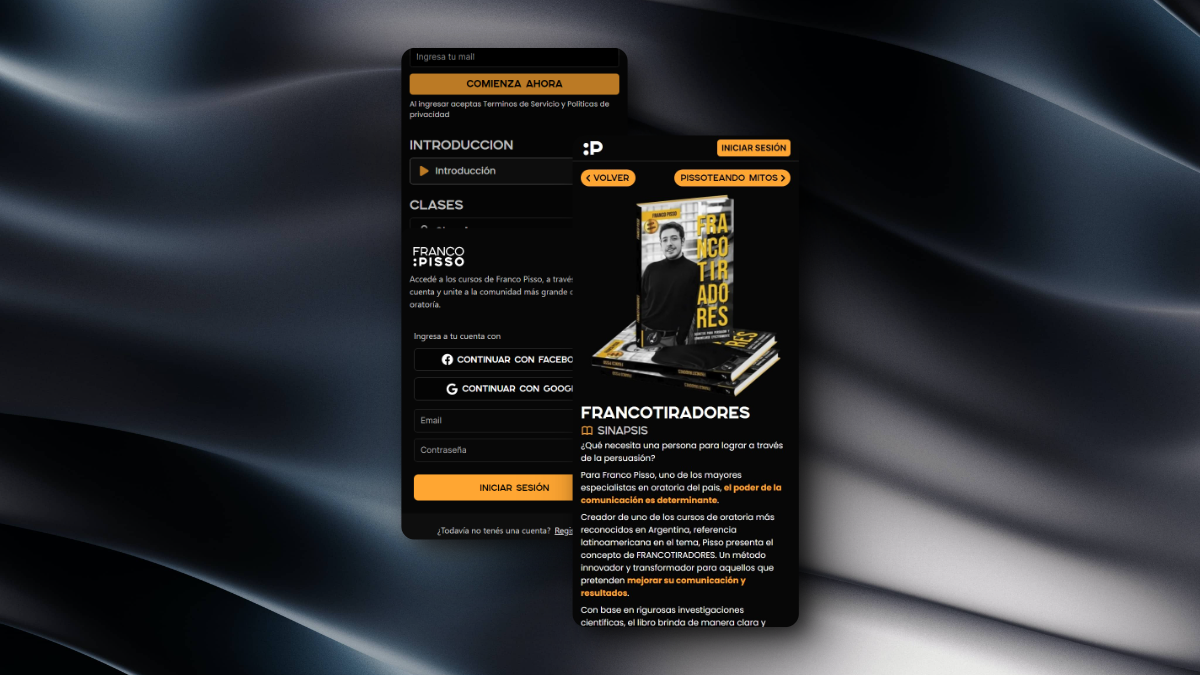 Ingresa tu mail
COMIENZA AHORA
Al ingresar aceptas Terminos de Servicio y Politicas de
privacidad
INTRODUCCION
Introducción
CLASES
FRANCO
:PISSO
Accedé a los cursos de Franco Pisso, a travé
cuenta y unite a la comunidad más grande
oratoría.
Ingresa a tu cuenta con
CONTINUAR CON FACEBO
CONTINUAR CON GOOG
Email
Contraseña
INICIAR SESIÓN
¿Todavía no tenés una cuenta? Regi
:P
INICIAR SESIÓN
VOLVER
PISSOTEANDO MITOS
FRANCO PISSO
FRA
NCO
TIR
ADO
RES
FRANCOTIRADORES
SINAPSIS
¿Qué necesita una persona para lograr a través
de la persuasión?
Para Franco Pisso, uno de los mayores
especialistas en oratoria del país, el poder de la
comunicación es determinante.
Creador de uno de los cursos de oratoria más
reconocidos en Argentina, referencia
latinoamericana en el tema, Pisso presenta el
concepto de FRANCOTIRADORES. Un método
innovador y transformador para aquellos que
pretenden mejorar su comunicación y
resultados.
Con base en rigurosas investigaciones
científicas, el libro brinda de manera clara y